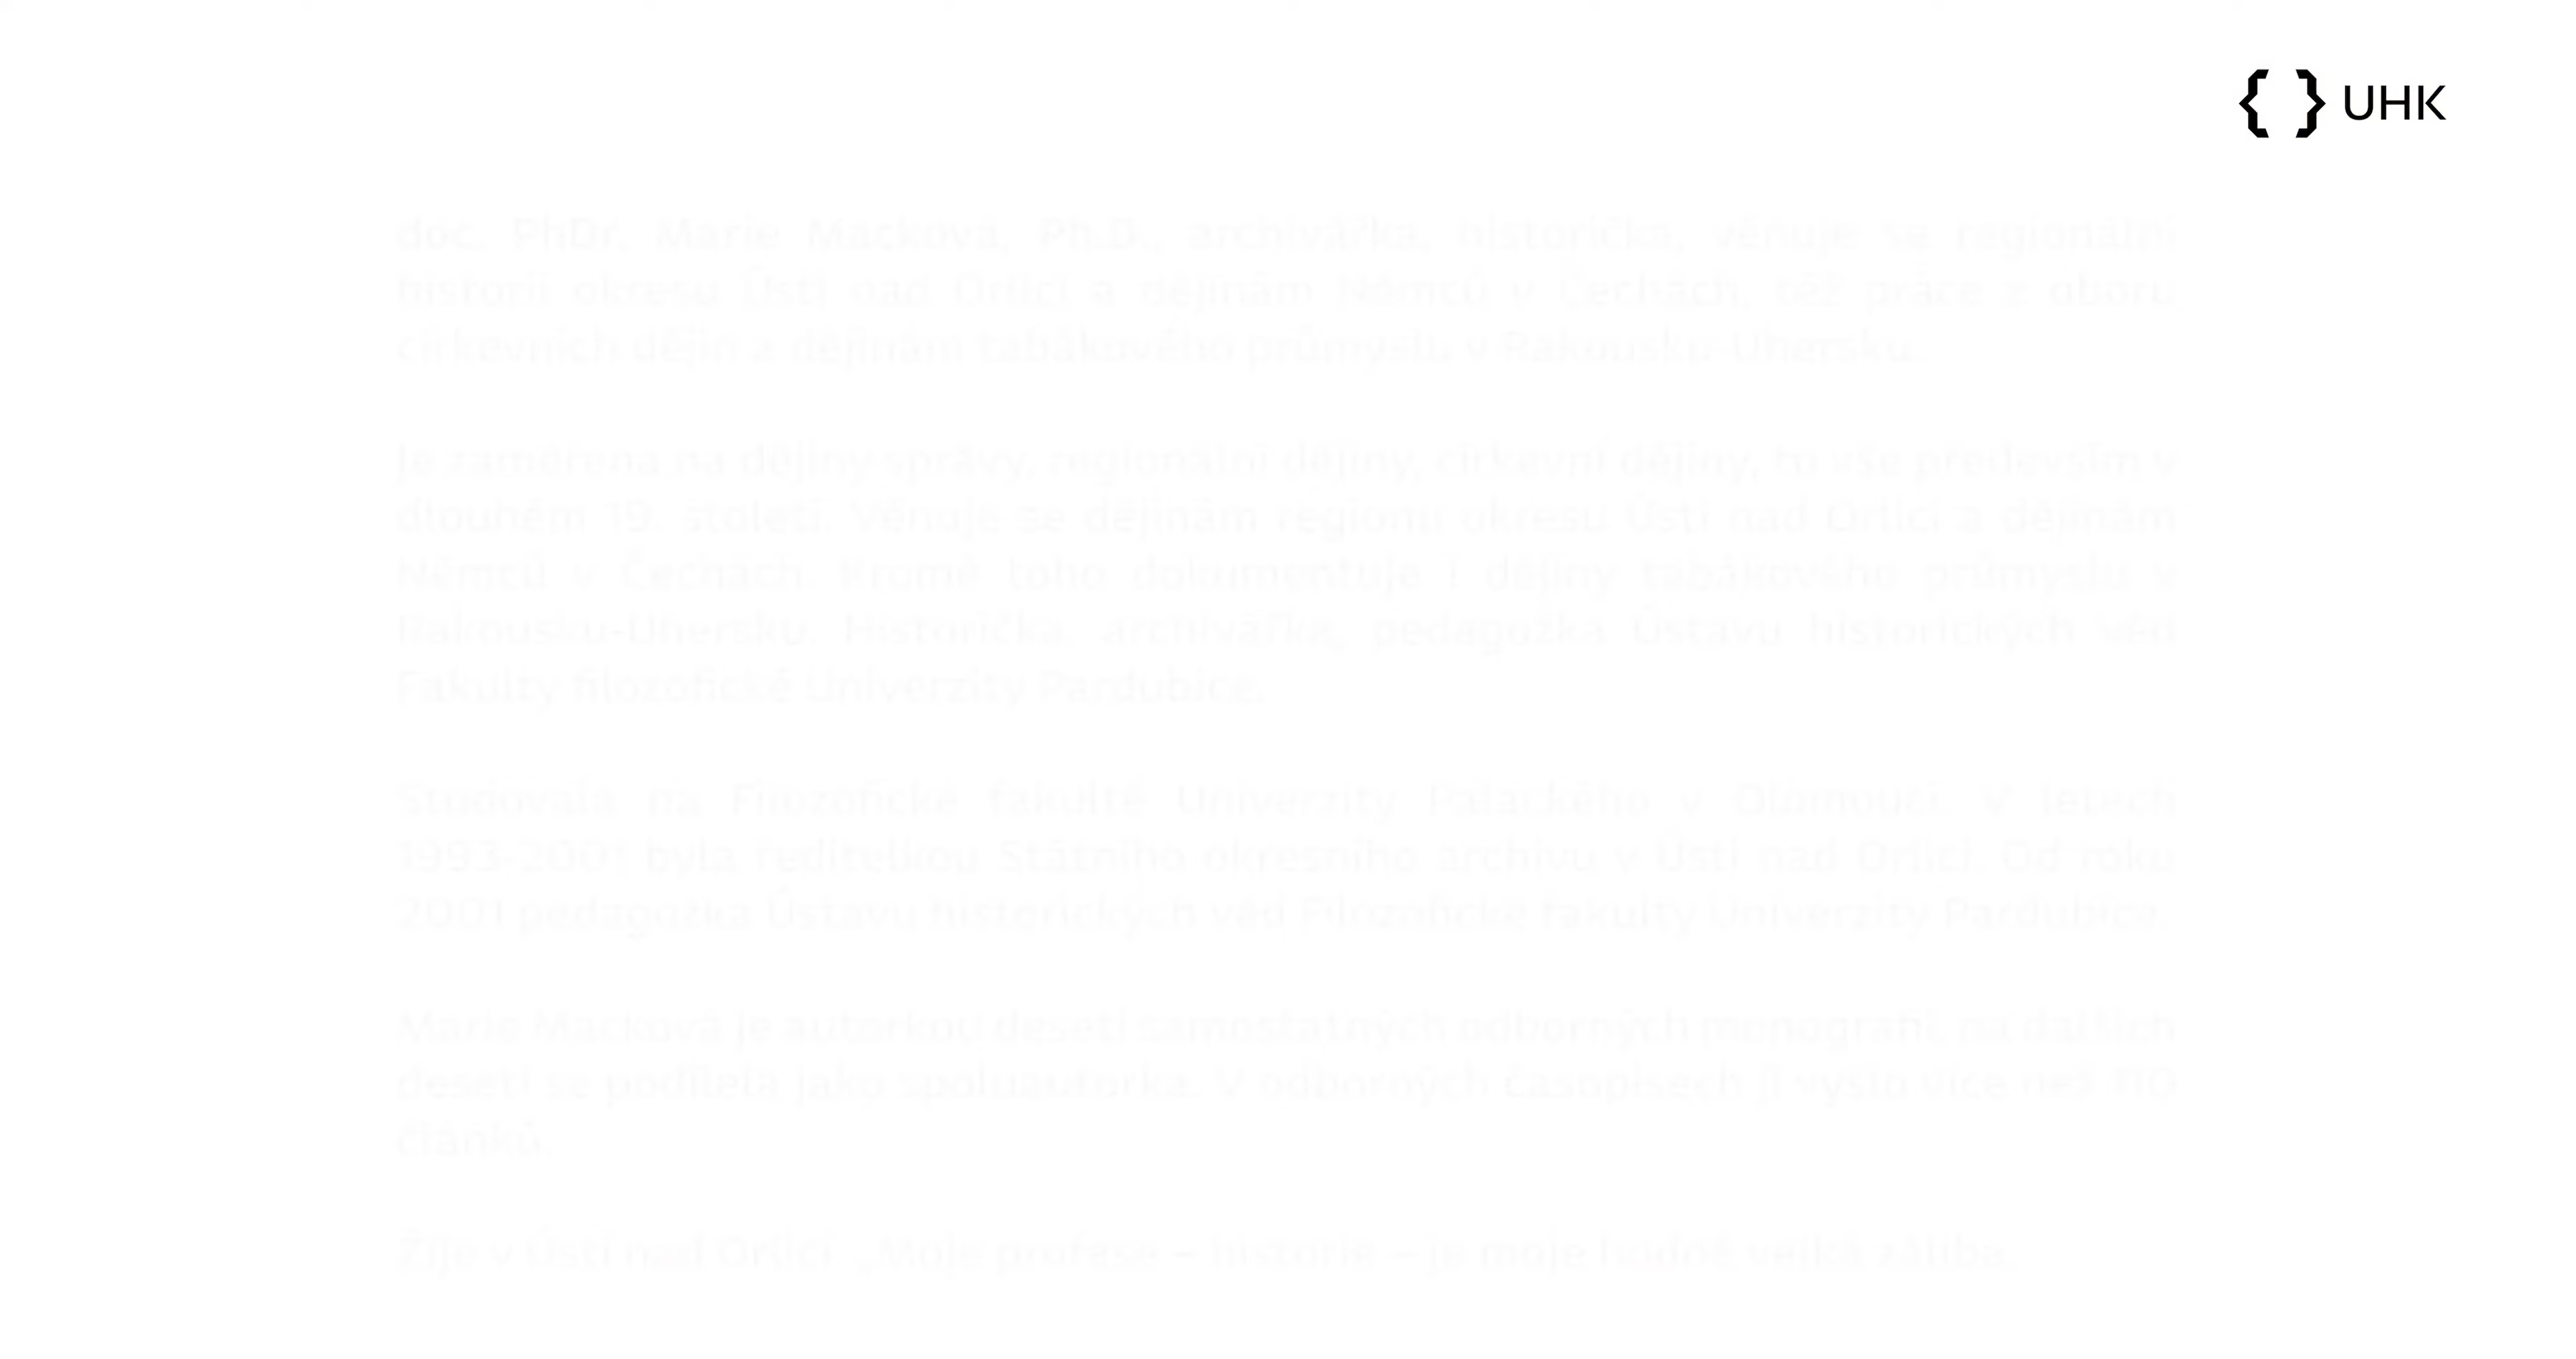 UHK
doc. PhDr. Marie Macková, Ph.D., archivářka, historička, věnuje se regionální
historii okresu Ústí nad Orlicí a dějinám Němců v Čechách, též práce z oboru
církevních dějin a dějinám tabákového průmyslu v Rakousku-Uhersku.
Je zaměřena na dějiny správy, regionální dějiny, církevní dějiny, to vše především v
dlouhém 19. století. Věnuje se dějinám regionu okresu Ústí nad Orlicí a dějinám
Němců v Čechách. Kromě toho dokumentuje i dějiny tabákového průmyslu v
Rakousku-Uhersku. Historička, archivářka, pedagožka Ústavu historických věd
Fakulty filozofické Univerzity Pardubice.
Studovala na Filozofické fakultě Univerzity Palackého v Olomouci. V letech
1993-2001 byla ředitelkou Státního okresního archivu v Ústí nad Orlicí. Od roku
2001 pedagožka Ústavu historických věd Filozofické fakulty Univerzity Pardubice.
Marie Macková je autorkou deseti samostatných odborných monografií, na dalších
deseti se podílela jako spoluautorka. V odborných časopisech jí vyšlo více než 110
článků.
Žije v Ústí nad Orlicí. „Moje profese – historie – je moje hodně velká záliba.